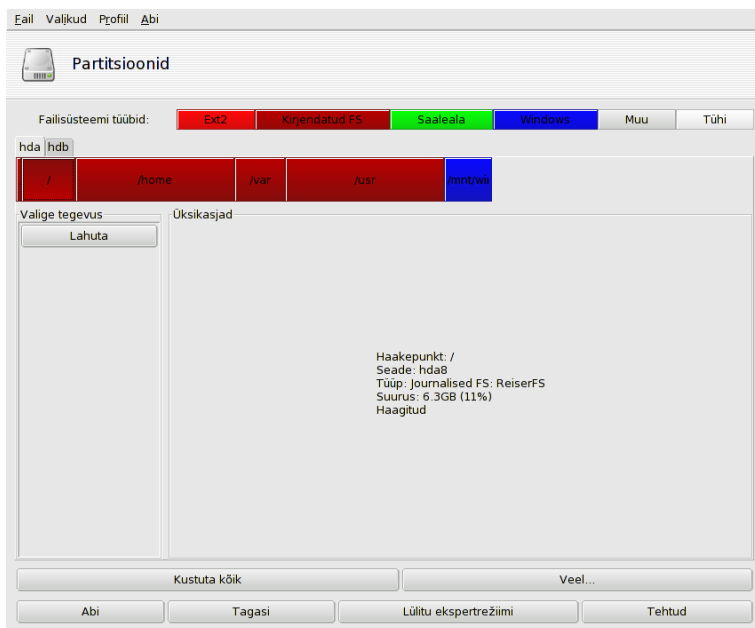 Fail Valikud Profiil Abi
Partitsioonid
Failisüsteemi tüübid: Ext2 Kirjendatud FS Saaleala Windows Muu Tühi
hda hdb
/ /home /var /usr /mnt/wi
Valige tegevus Üksikasjad
Lahuta
Haakepunkt: /
Seade: hda8
Tüüp: Journalised FS: ReiserFS
Suurus: 6.3GB (11%)
Haagitud
Kustuta kõik Veel...
Abi Tagasi Lülitu ekspertrežiimi Tehtud